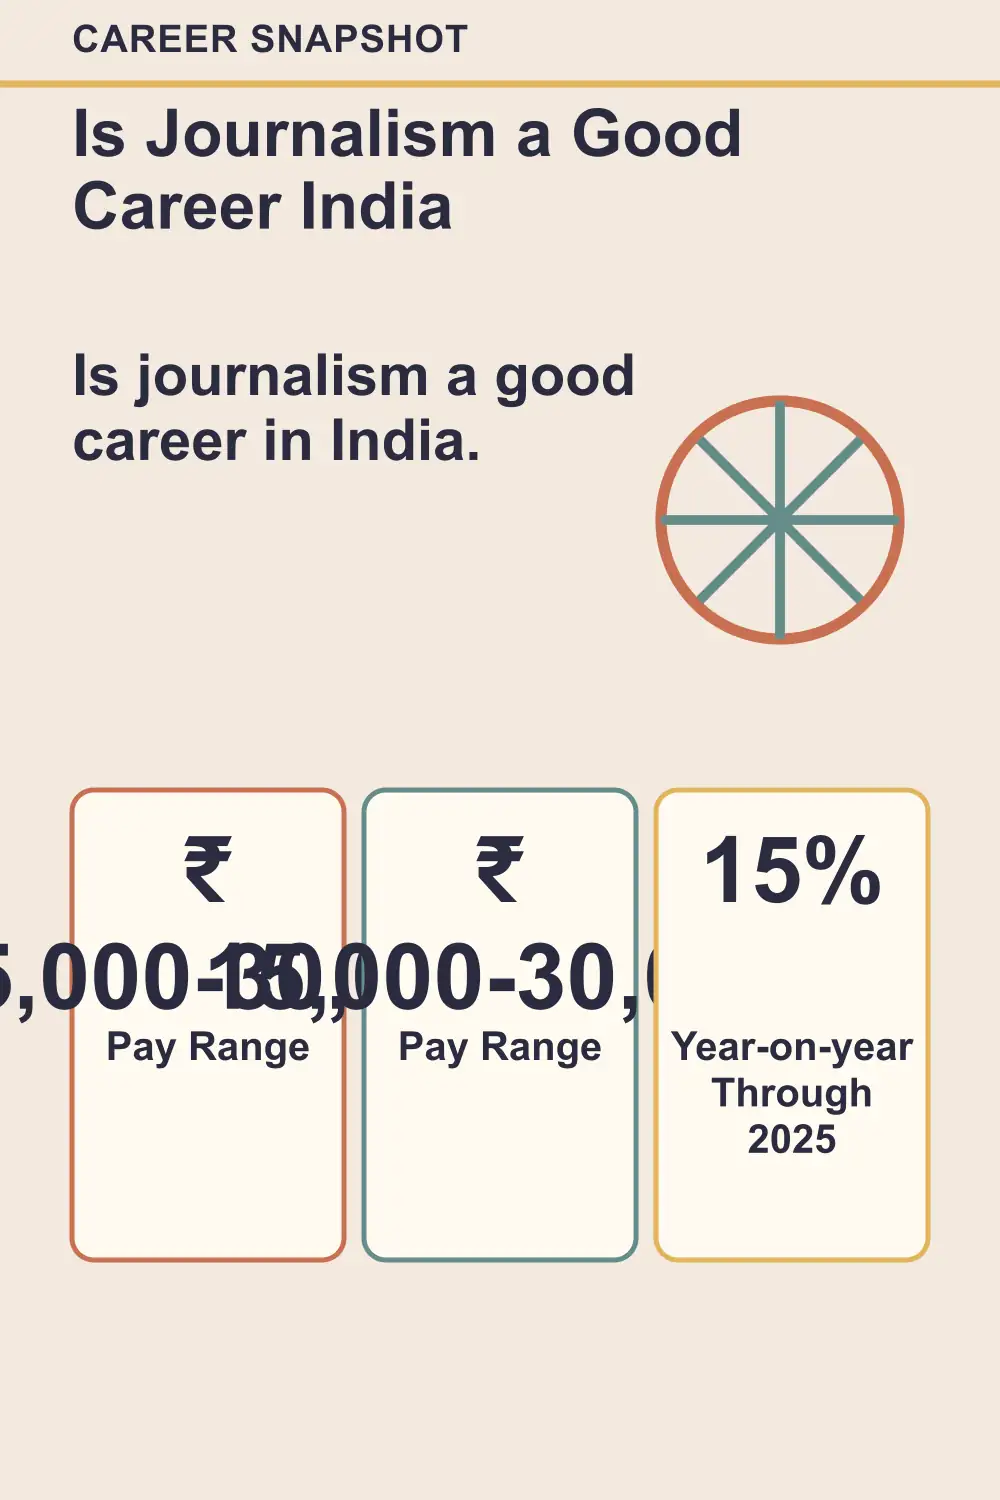 CAREER SNAPSHOT
Is Journalism a Good
Career India
Is journalism a good
career in India.
₹
₹
15%
Pay Range
Pay Range
Year-on-year
Through
2025